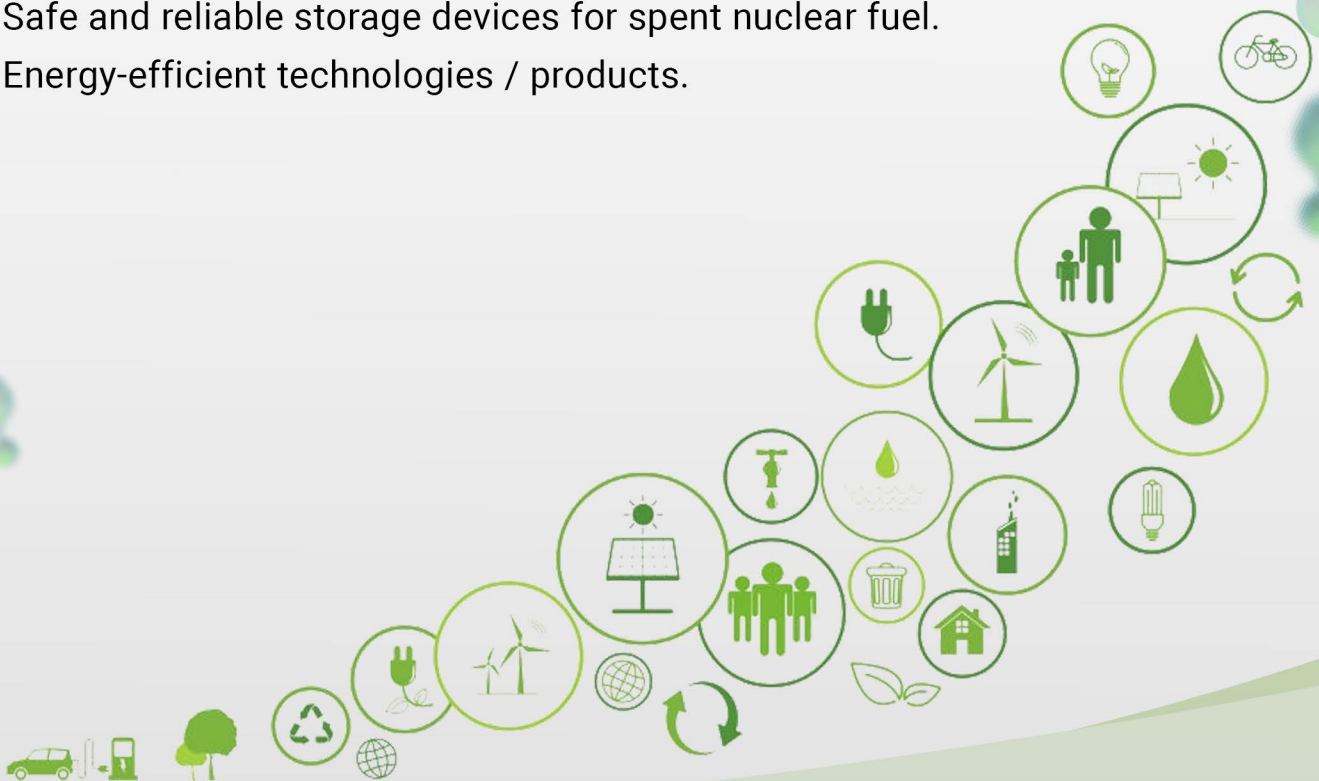 Safe and reliable storage devices for spent nuclear fuel.
Energy-efficient technologies / products.